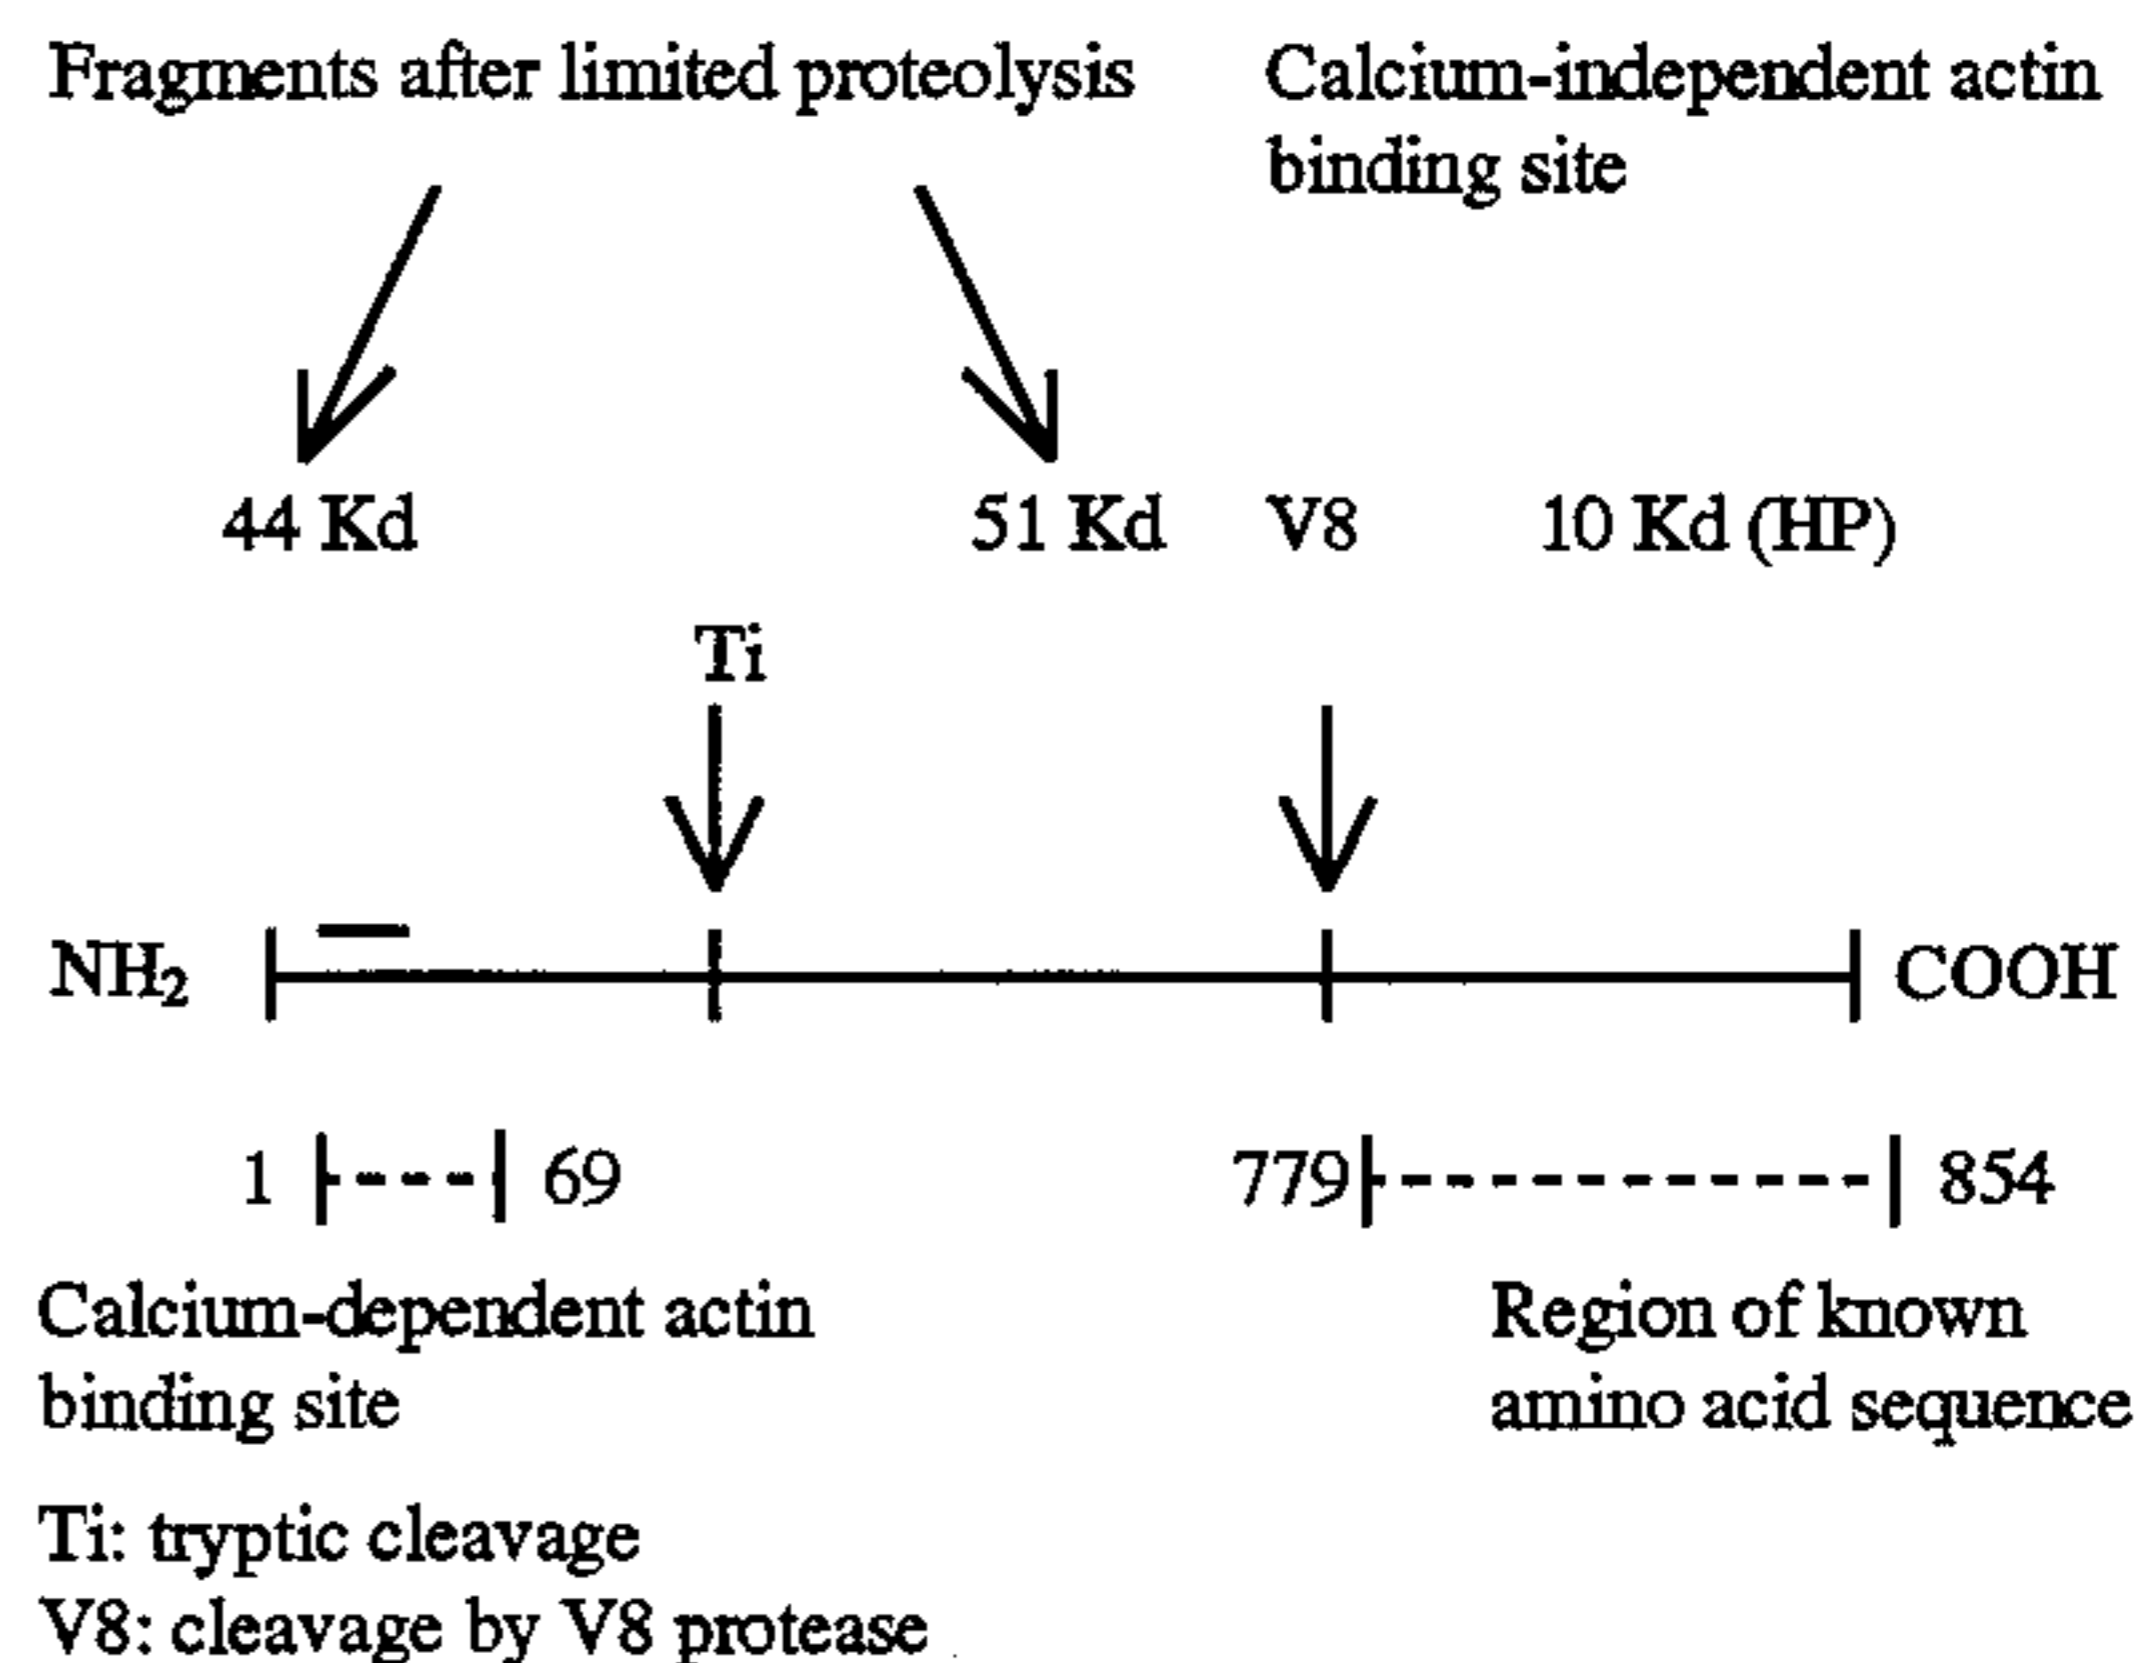 Fragments after limited proteolysis
Calcium-independent actin
binding site
44 Kd
51 Kd
V8
10 Kd (HP)
Ti
NH₂
COOH
1
69
779
854
Calcium-dependent actin
binding site
Region of known
amino acid sequence
Ti: tryptic cleavage
V8: cleavage by V8 protease